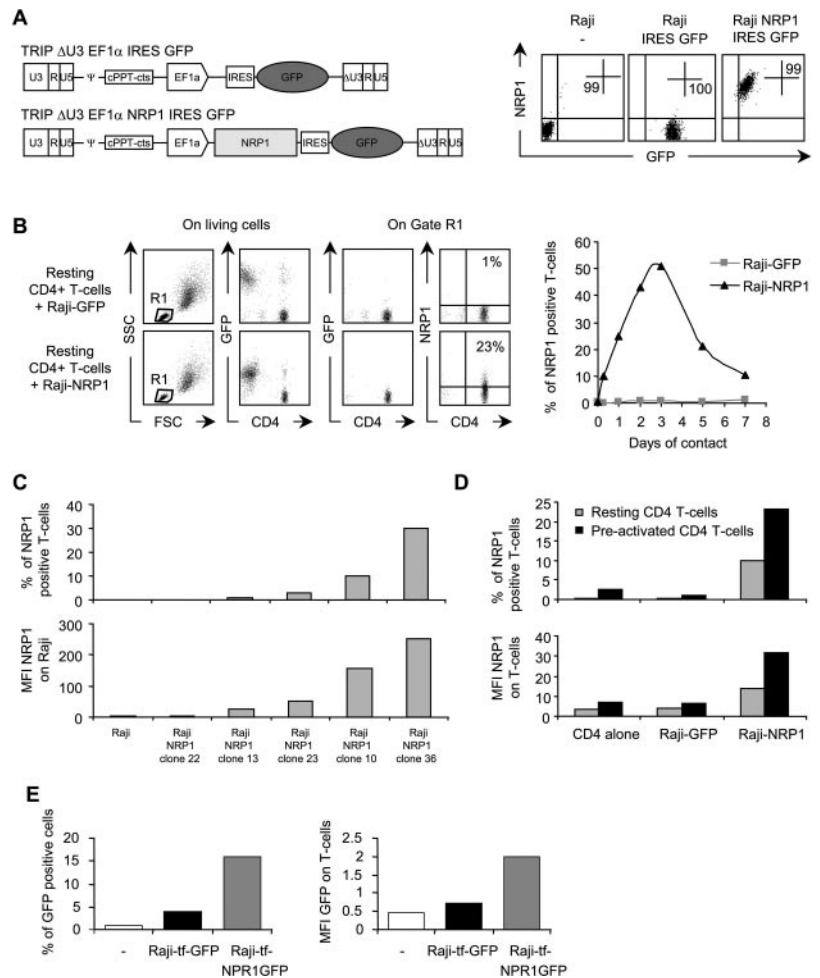 A
TRIP ΔU3 EF1α IRES GFP
U3 R U5 Ψ cPPT-cts EF1a IRES GFP ΔU3 R U5
TRIP ΔU3 EF1α NRP1 IRES GFP
U3 R U5 Ψ cPPT-cts EF1a NRP1 IRES GFP ΔU3 R U5
Raji
-
Raji
IRES GFP
Raji NRP1
IRES GFP
NRP1
99
100
99
GFP
B
On living cells
On Gate R1
Resting
CD4+ T-cells
+ Raji-GFP
Resting
CD4+ T-cells
+ Raji-NRP1
SSC
R1
R1
FSC
GFP
CD4
GFP
CD4
NRP1
1%
23%
CD4
% of NRP1 positive T-cells
60
50
40
30
20
10
0
0 1 2 3 4 5 6 7 8
Days of contact
Raji-GFP
Raji-NRP1
C
% of NRP1
positive T-cells
40
30
20
10
0
MFI NRP1
on Raji
300
200
100
0
Raji
Raji
NRP1
clone 22
Raji
NRP1
clone 13
Raji
NRP1
clone 23
Raji
NRP1
clone 10
Raji
NRP1
clone 36
D
% of NRP1
positive T-cells
25
20
15
10
5
0
Resting CD4 T-cells
Pre-activated CD4 T-cells
MFI NRP1
on T-cells
40
30
20
10
0
CD4 alone Raji-GFP Raji-NRP1
E
% of GFP positive cells
20
15
10
5
0
- Raji-tf-GFP Raji-tf-
NPR1GFP
MFI GFP on T-cells
2.5
2
1.5
1
0.5
0
- Raji-tf-GFP Raji-tf-
NPR1GFP